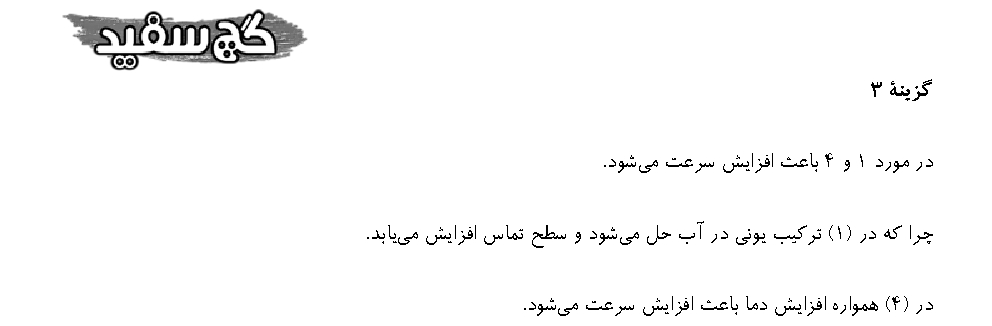 گچ سفید
گزینهٔ ۳
در مورد ۱ و ۴ باعث افزایش سرعت می‌شود.
چرا که در (۱) ترکیب یونی در آب حل می‌شود و سطح تماس افزایش می‌یابد.
در (۴) همواره افزایش دما باعث افزایش سرعت می‌شود.